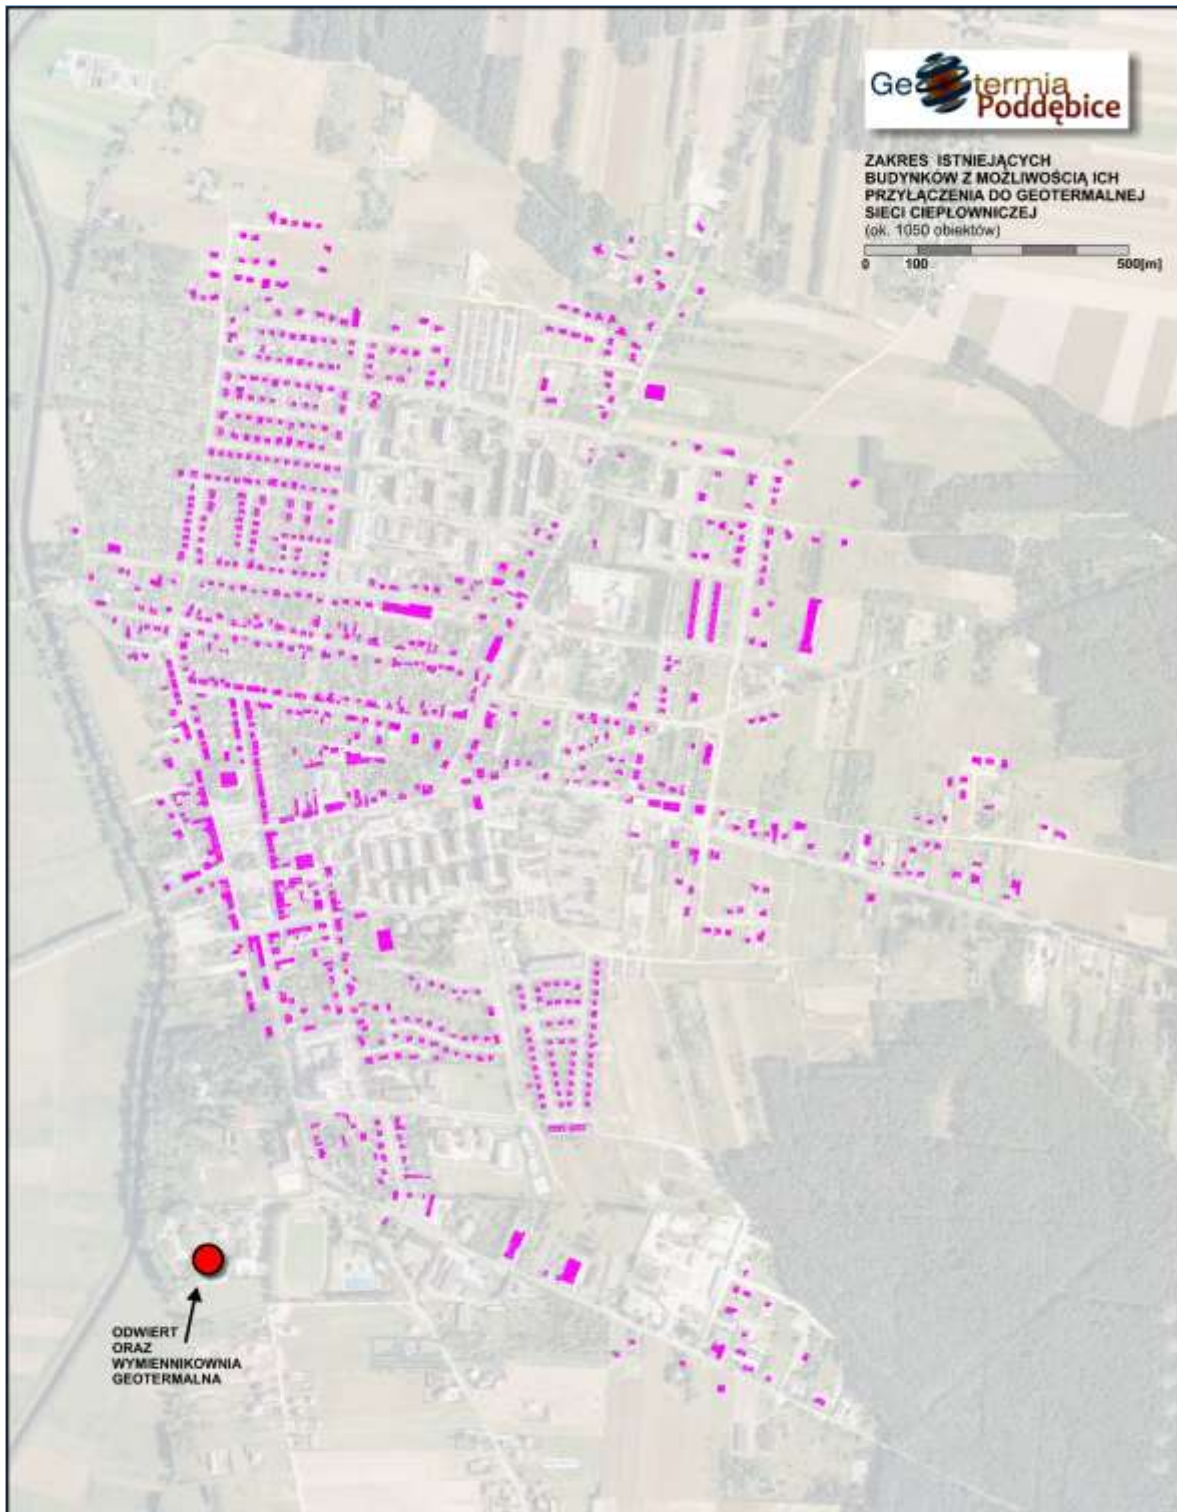 Geotermia
Poddębice
ZAKRES ISTNIEJĄCYCH
BUDYNKÓW Z MOŻLIWOŚCIĄ ICH
PRZYŁĄCZENIA DO GEOTERMALNEJ
SIECI CIEPŁOWNICZEJ
(ok. 1050 obiektów)
0 100 500[m]
ODWIERT
ORAZ
WYMIENNIKOWNIA
GEOTERMALNA